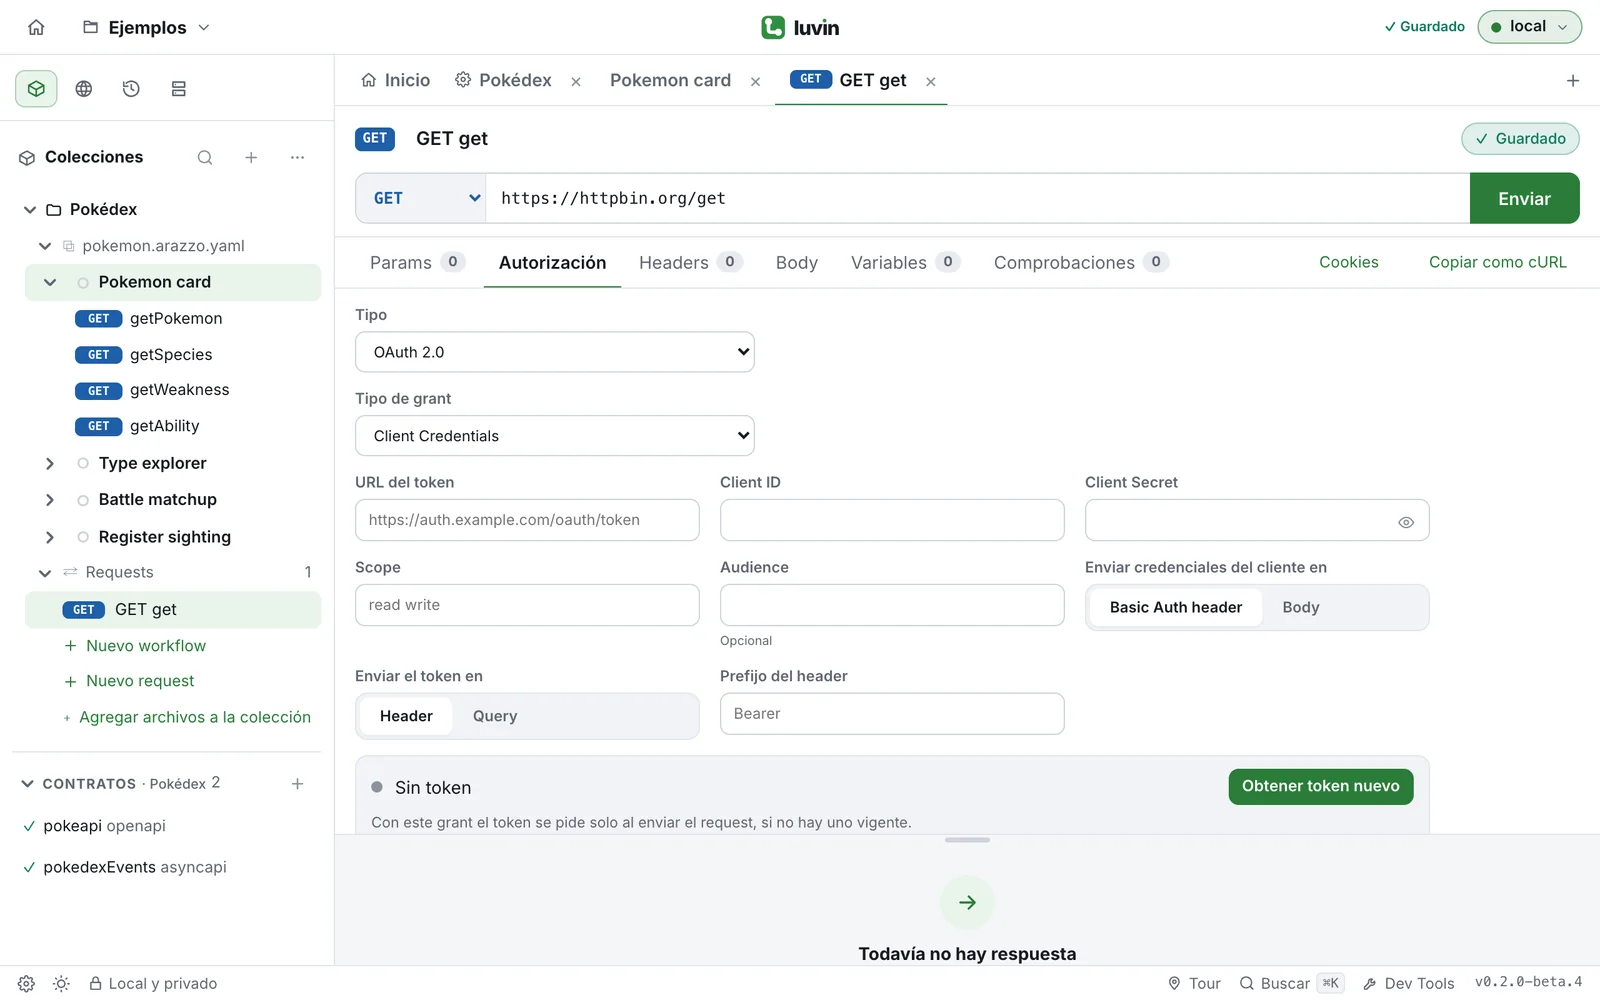 Ejemplos
luvin
Guardado
local
Inicio
Pokédex
Pokemon card
GET GET get
Colecciones
GET GET get
Guardado
GET https://httpbin.org/get Enviar
Pokédex
pokemon.arazzo.yaml
Pokemon card
GET getPokemon
GET getSpecies
GET getWeakness
GET getAbility
Type explorer
Battle matchup
Register sighting
Requests 1
GET GET get
+ Nuevo workflow
+ Nuevo request
+ Agregar archivos a la colección
CONTRATOS · Pokédex 2
pokeapi openapi
pokedexEvents asyncapi
Params 0 Autorización Headers 0 Body Variables 0 Comprobaciones 0 Cookies Copiar como cURL
Tipo
OAuth 2.0
Tipo de grant
Client Credentials
URL del token Client ID Client Secret
https://auth.example.com/oauth/token
Scope Audience Enviar credenciales del cliente en
read write Basic Auth header Body
Opcional
Enviar el token en Prefijo del header
Header Query Bearer
Sin token Obtener token nuevo
Con este grant el token se pide solo al enviar el request, si no hay uno vigente.
Todavía no hay respuesta
Local y privado Tour Buscar ⌘K Dev Tools v0.2.0-beta.4